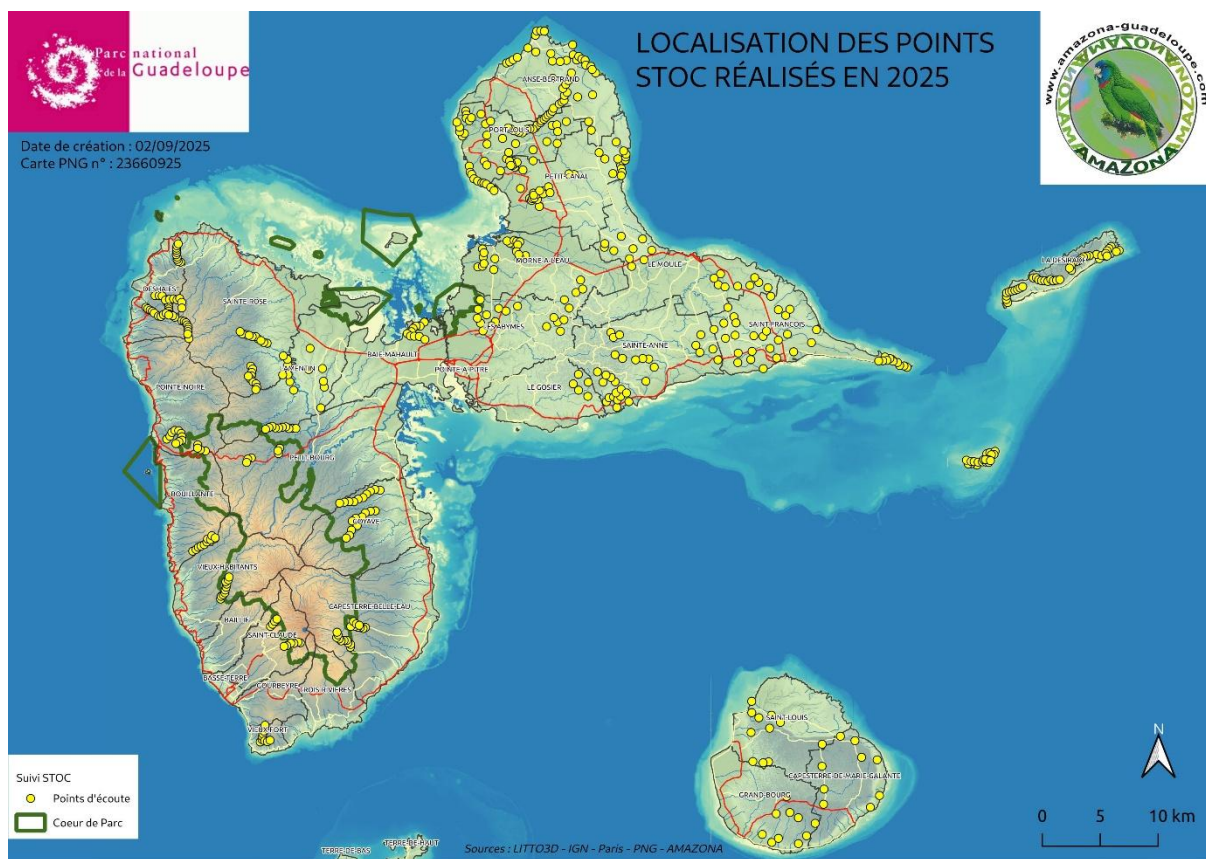 Parc national
de la Guadeloupe
LOCALISATION DES POINTS
STOC RÉALISÉS EN 2025
www.amazona-guadeloupe.com
AMAZONA
Date de création : 02/09/2025
Carte PNG n° : 23660925
ANSE-BERTRAND
PORT-LOUIS
PETIT-CANAL
MORNE-A-L'EAU
LE MOULE
LA DESIRADE
DESHAIES
SAINTE-ROSE
LES ABYMES
SAINT-FRANCOIS
SAINTE-ANNE
BAIE-MAHAULT
LAMENTIN
POINTE-A-PITRE
LE GOSIER
POINTE-NOIRE
PETIT-BOURG
BOUILLANTE
GOYAVE
VIEUX-HABITANTS
CAPESTERRE-BELLE-EAU
BAILLIF
SAINT-CLAUDE
BASSE-TERRE
GOURBEYRE
TROIS-RIVIERES
VIEUX-FORT
SAINT-LOUIS
CAPESTERRE-DE-MARIE-GALANTE
GRAND-BOURG
TERRE-DE-HAUT
TERRE-DE-BAS
Suivi STOC
Points d'écoute
Coeur de Parc
N
0 5 10 km
Sources : LITTO3D - IGN - Paris - PNG - AMAZONA